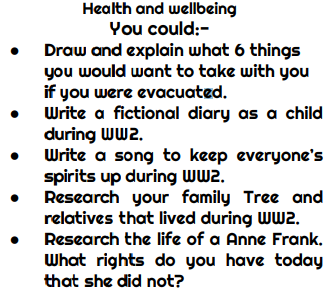 Health and wellbeing
You could:-
● Draw and explain what 6 things
you would want to take with you
if you were evacuated.
● Write a fictional diary as a child
during WW2.
● Write a song to keep everyone's
spirits up during WW2.
● Research your family Tree and
relatives that lived during WW2.
● Research the life of a Anne Frank.
What rights do you have today
that she did not?